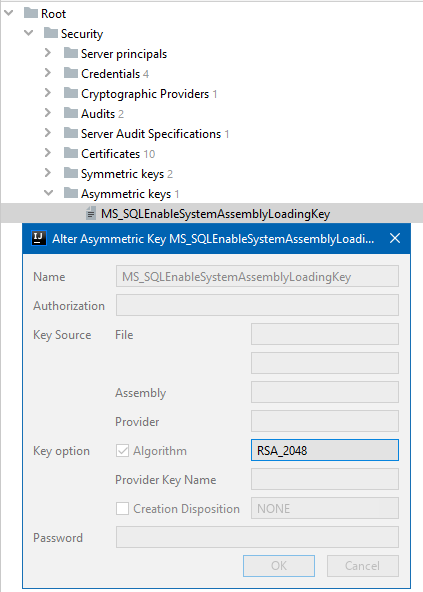 Root
Security
Server principals
Credentials 4
Cryptographic Providers 1
Audits 2
Server Audit Specifications 1
Certificates 10
Symmetric keys 2
Asymmetric keys 1
MS_SQLEnableSystemAssemblyLoadingKey
IJ Alter Asymmetric Key MS_SQLEnableSystemAssemblyLoadi...
Name MS_SQLEnableSystemAssemblyLoadingKey
Authorization
Key Source File
Assembly
Provider
Key option Algorithm RSA_2048
Provider Key Name
Creation Disposition NONE
Password
OK Cancel